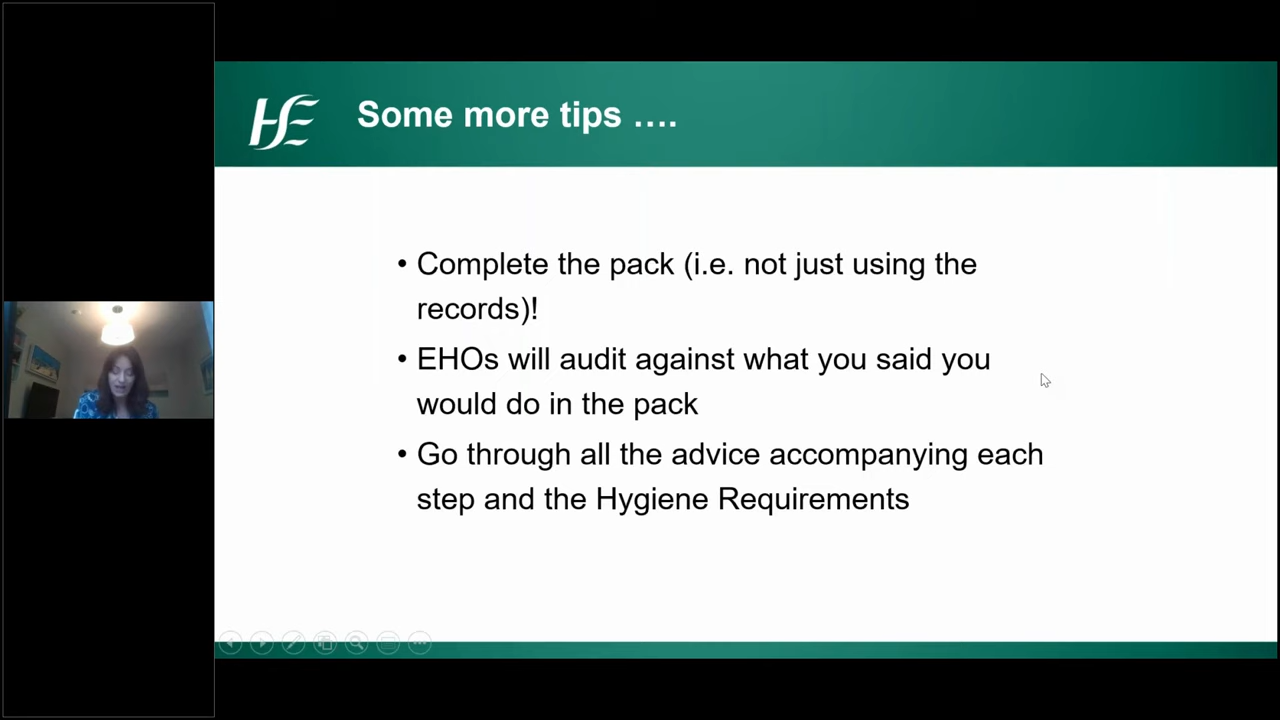 HSE
Some more tips ….
• Complete the pack (i.e. not just using the
records)!
• EHOs will audit against what you said you
would do in the pack
• Go through all the advice accompanying each
step and the Hygiene Requirements